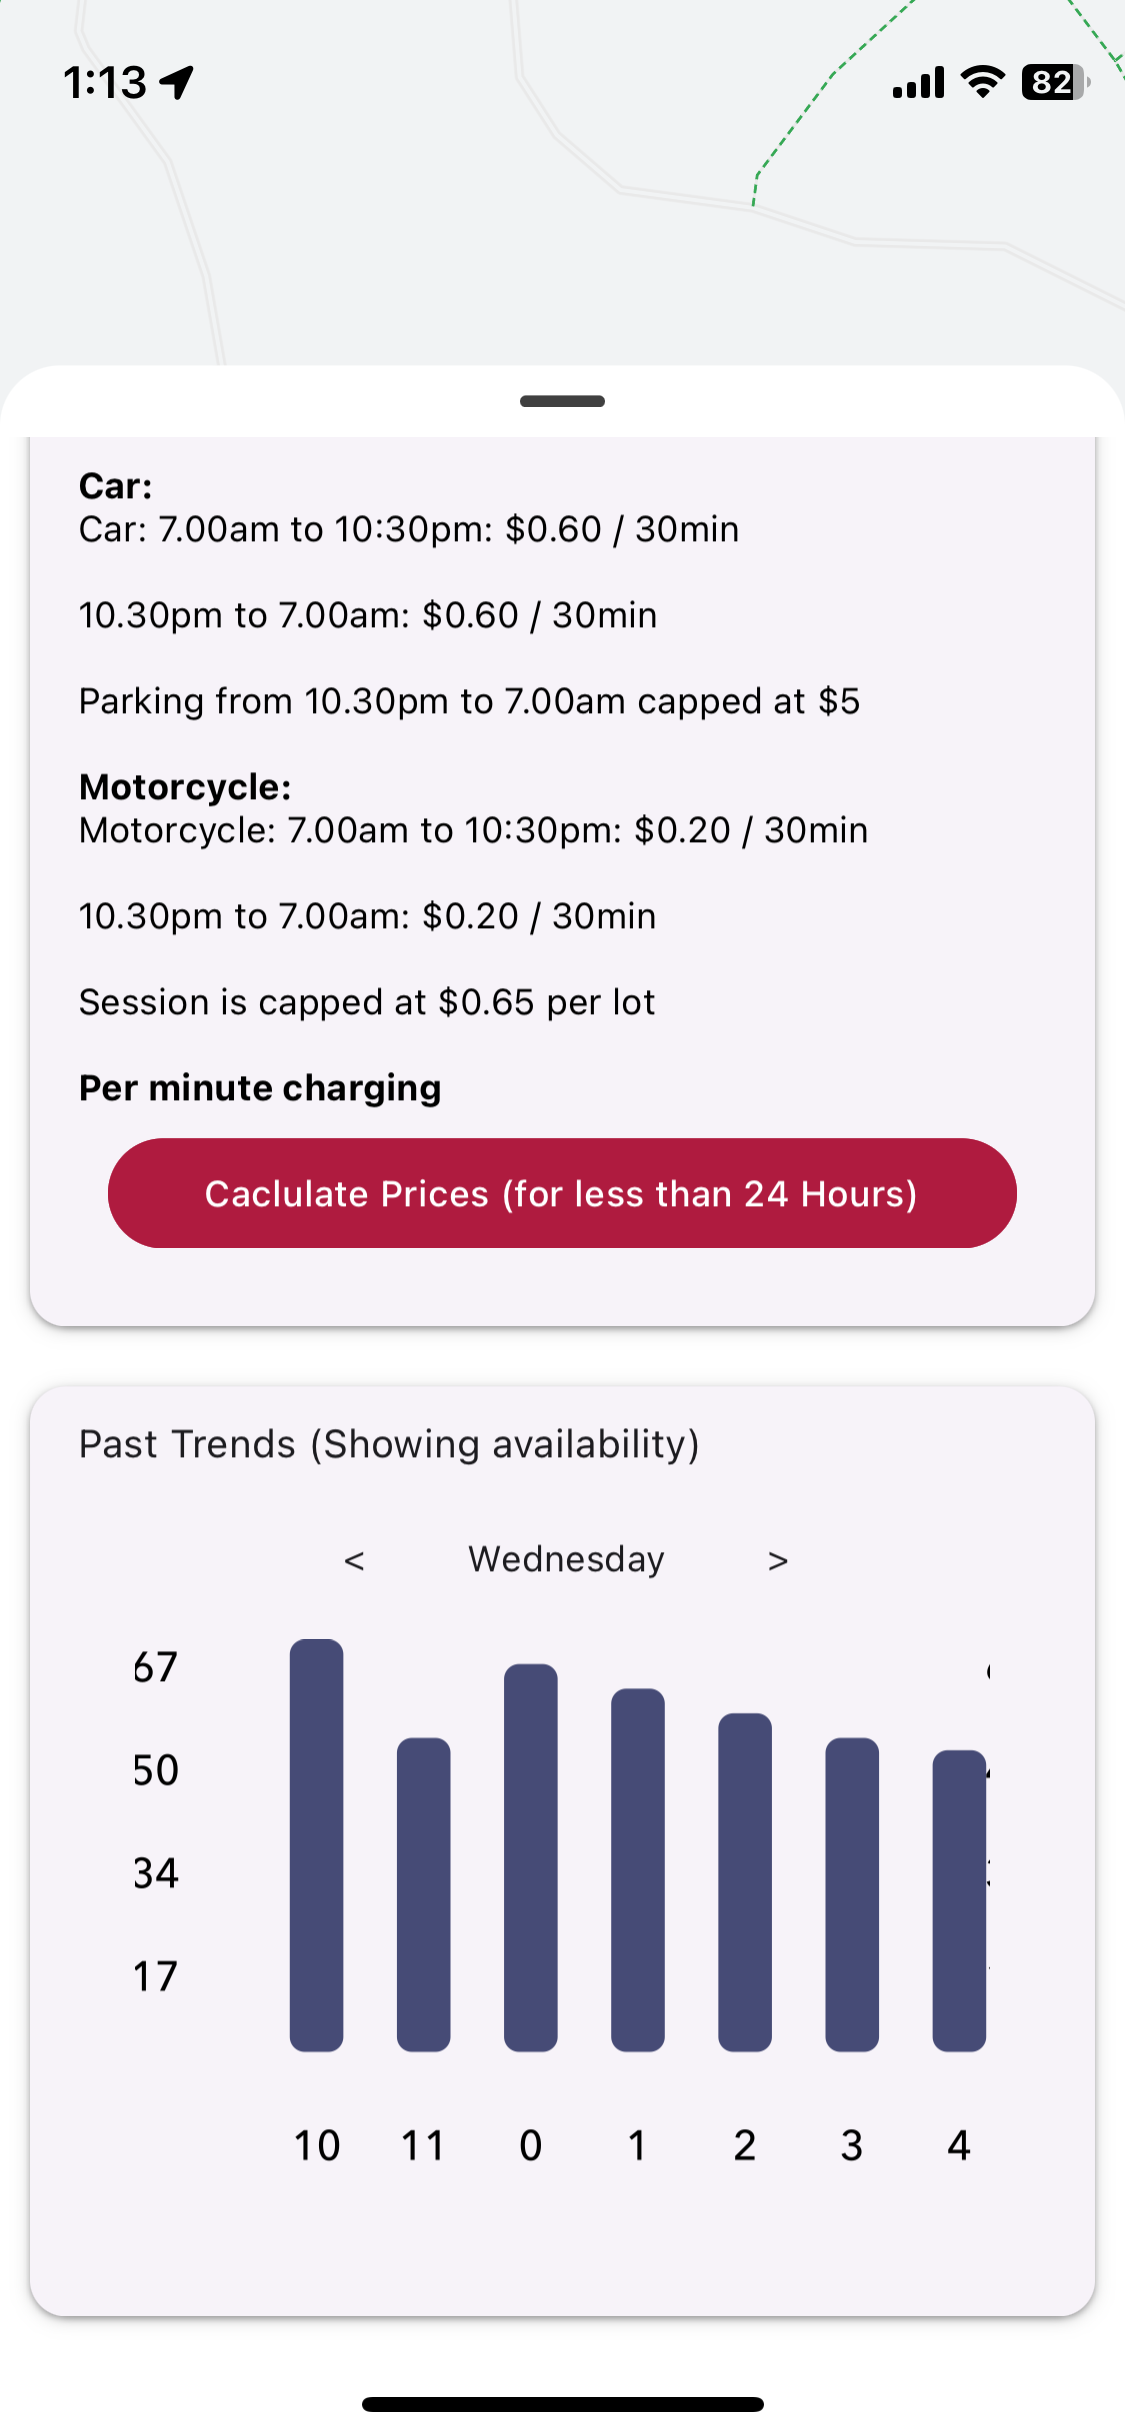 1:13
82
Car:
Car: 7.00am to 10:30pm: $0.60 / 30min
10.30pm to 7.00am: $0.60 / 30min
Parking from 10.30pm to 7.00am capped at $5
Motorcycle:
Motorcycle: 7.00am to 10:30pm: $0.20 / 30min
10.30pm to 7.00am: $0.20 / 30min
Session is capped at $0.65 per lot
Per minute charging
Caclulate Prices (for less than 24 Hours)
Past Trends (Showing availability)
< Wednesday >
67
50
34
17
10 11 0 1 2 3 4